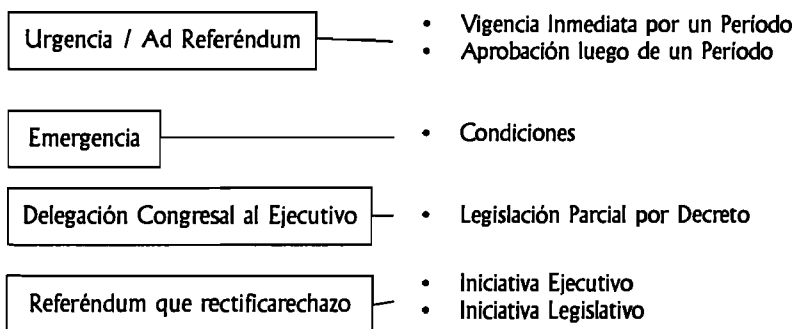 Urgencia / Ad Referéndum
• Vigencia Inmediata por un Período
• Aprobación luego de un Período
Emergencia
• Condiciones
Delegación Congresal al Ejecutivo
• Legislación Parcial por Decreto
Referéndum que rectificarechazo
• Iniciativa Ejecutivo
• Iniciativa Legislativo